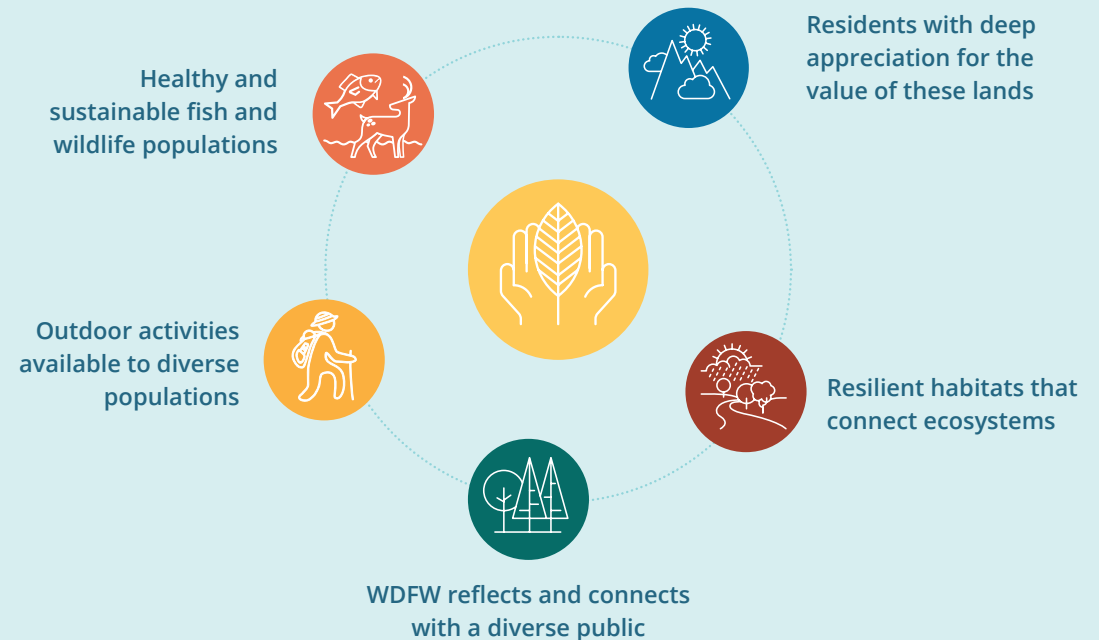 Residents with deep
appreciation for the
value of these lands
Healthy and
sustainable fish and
wildlife populations
Outdoor activities
available to diverse
populations
Resilient habitats that
connect ecosystems
WDFW reflects and connects
with a diverse public